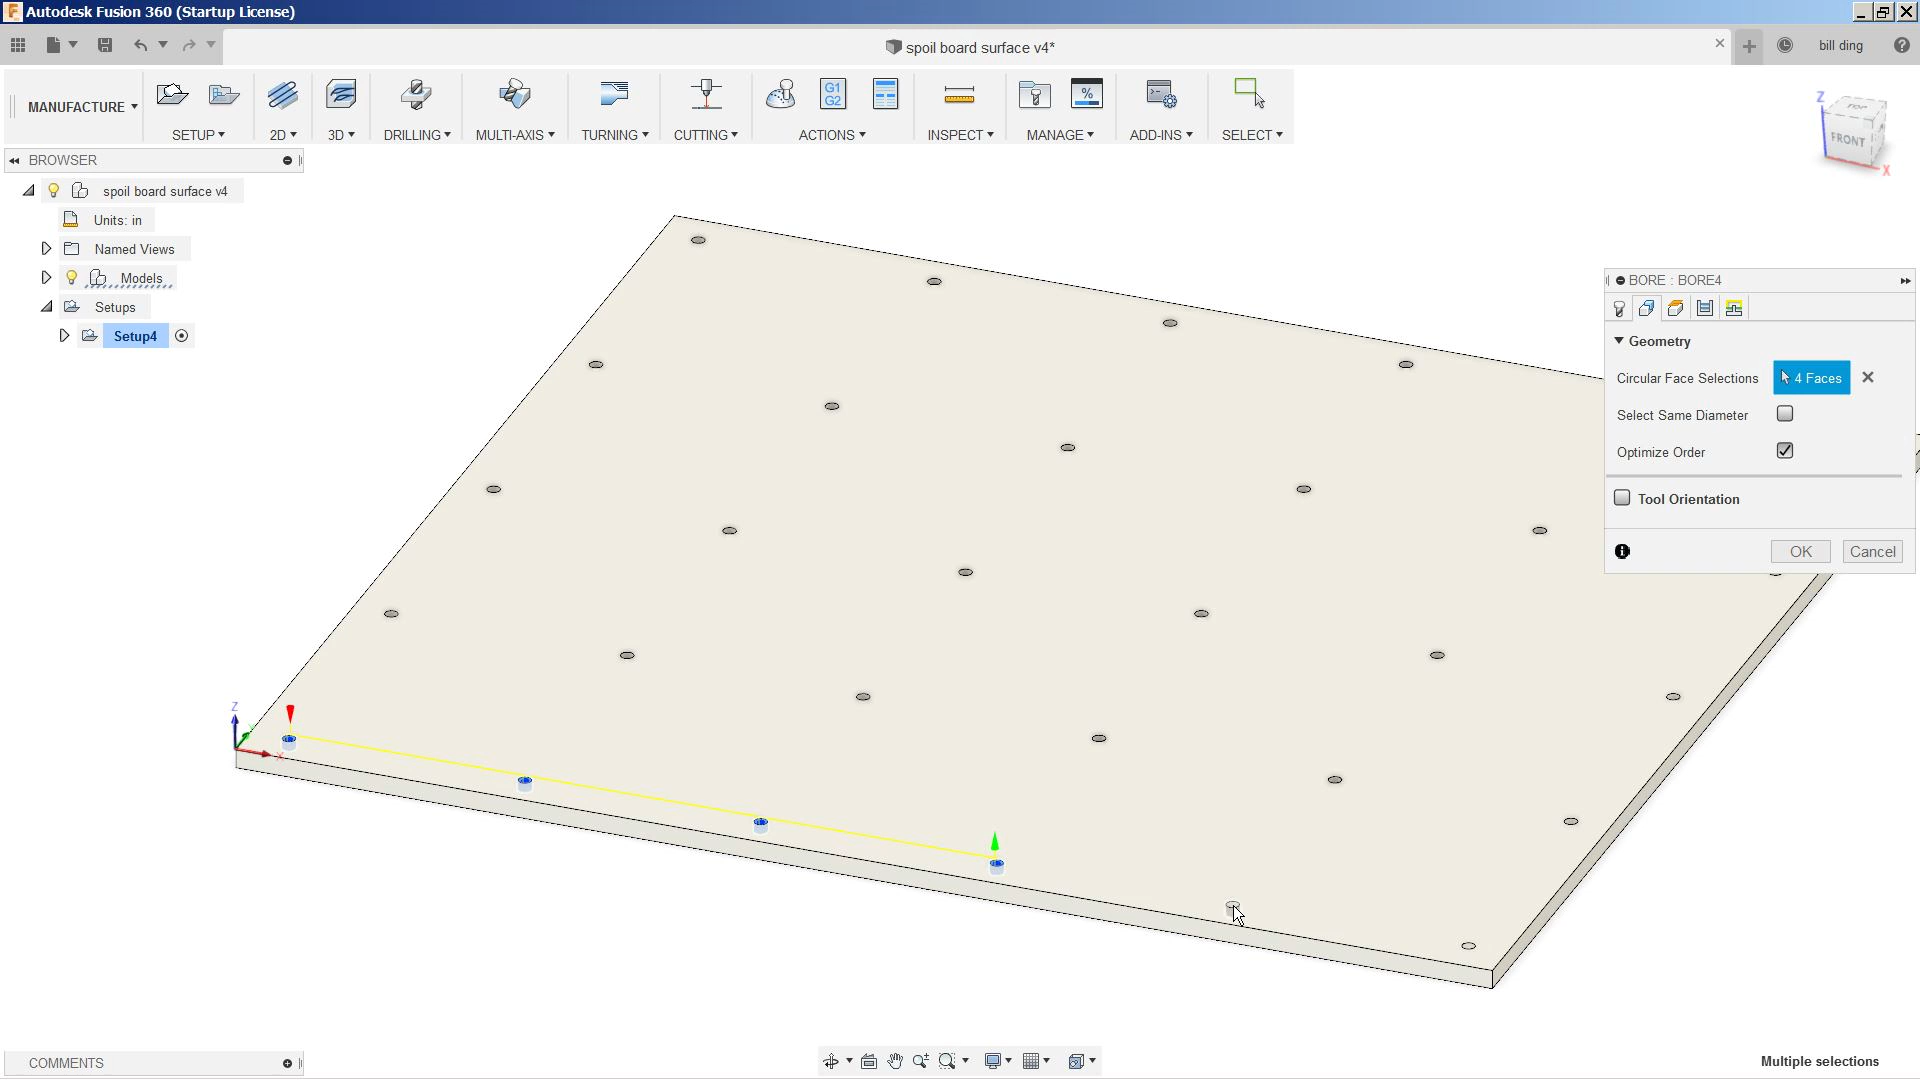 Autodesk Fusion 360 (Startup License)
spoil board surface v4*
bill ding
MANUFACTURE
G1
G2
%
SETUP
2D
3D
DRILLING
MULTI-AXIS
TURNING
CUTTING
ACTIONS
INSPECT
MANAGE
ADD-INS
SELECT
Z
TOP
FRONT
X
BROWSER
spoil board surface v4
Units: in
Named Views
Models
Setups
Setup4
BORE : BORE4
Geometry
Circular Face Selections
4 Faces
Select Same Diameter
Optimize Order
Tool Orientation
OK
Cancel
Z
X
COMMENTS
Multiple selections